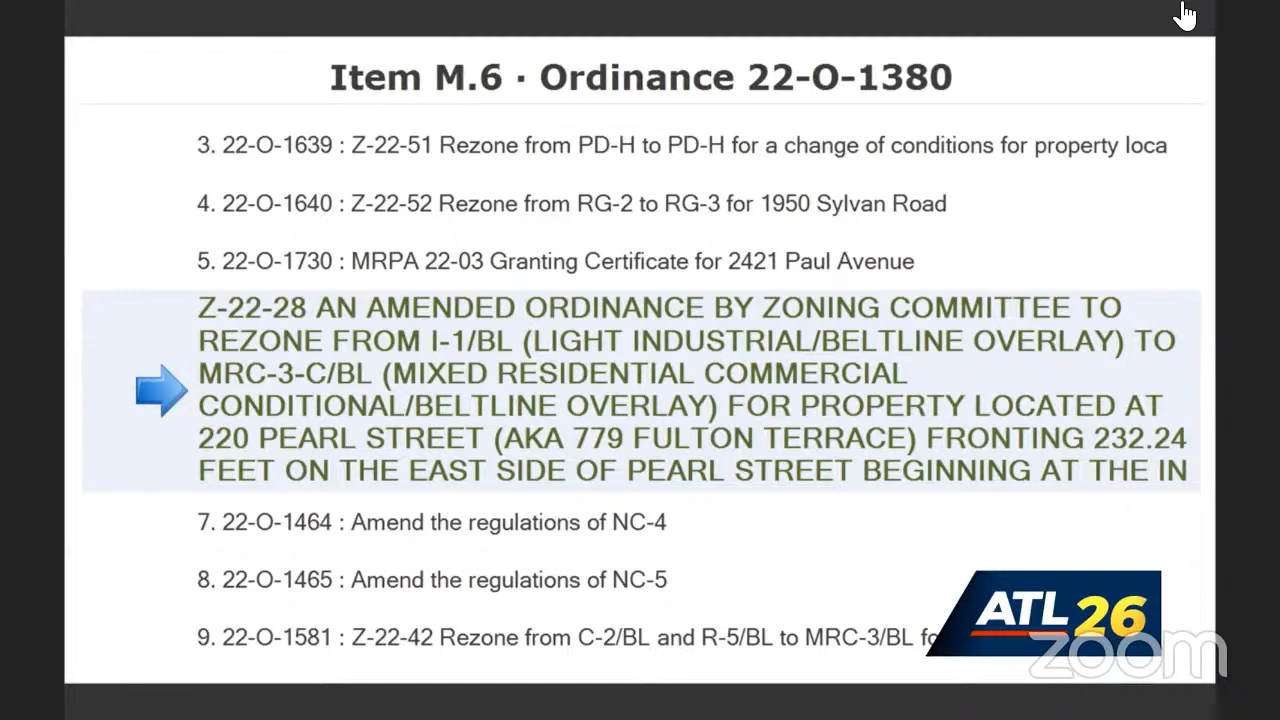 Item M.6 · Ordinance 22-O-1380
3. 22-O-1639 : Z-22-51 Rezone from PD-H to PD-H for a change of conditions for property loca
4. 22-O-1640 : Z-22-52 Rezone from RG-2 to RG-3 for 1950 Sylvan Road
5. 22-O-1730 : MRPA 22-03 Granting Certificate for 2421 Paul Avenue
Z-22-28 AN AMENDED ORDINANCE BY ZONING COMMITTEE TO
REZONE FROM I-1/BL (LIGHT INDUSTRIAL/BELTLINE OVERLAY) TO
MRC-3-C/BL (MIXED RESIDENTIAL COMMERCIAL
CONDITIONAL/BELTLINE OVERLAY) FOR PROPERTY LOCATED AT
220 PEARL STREET (AKA 779 FULTON TERRACE) FRONTING 232.24
FEET ON THE EAST SIDE OF PEARL STREET BEGINNING AT THE IN
7. 22-O-1464 : Amend the regulations of NC-4
8. 22-O-1465 : Amend the regulations of NC-5
9. 22-O-1581 : Z-22-42 Rezone from C-2/BL and R-5/BL to MRC-3/BL fo
ATL 26
zoom